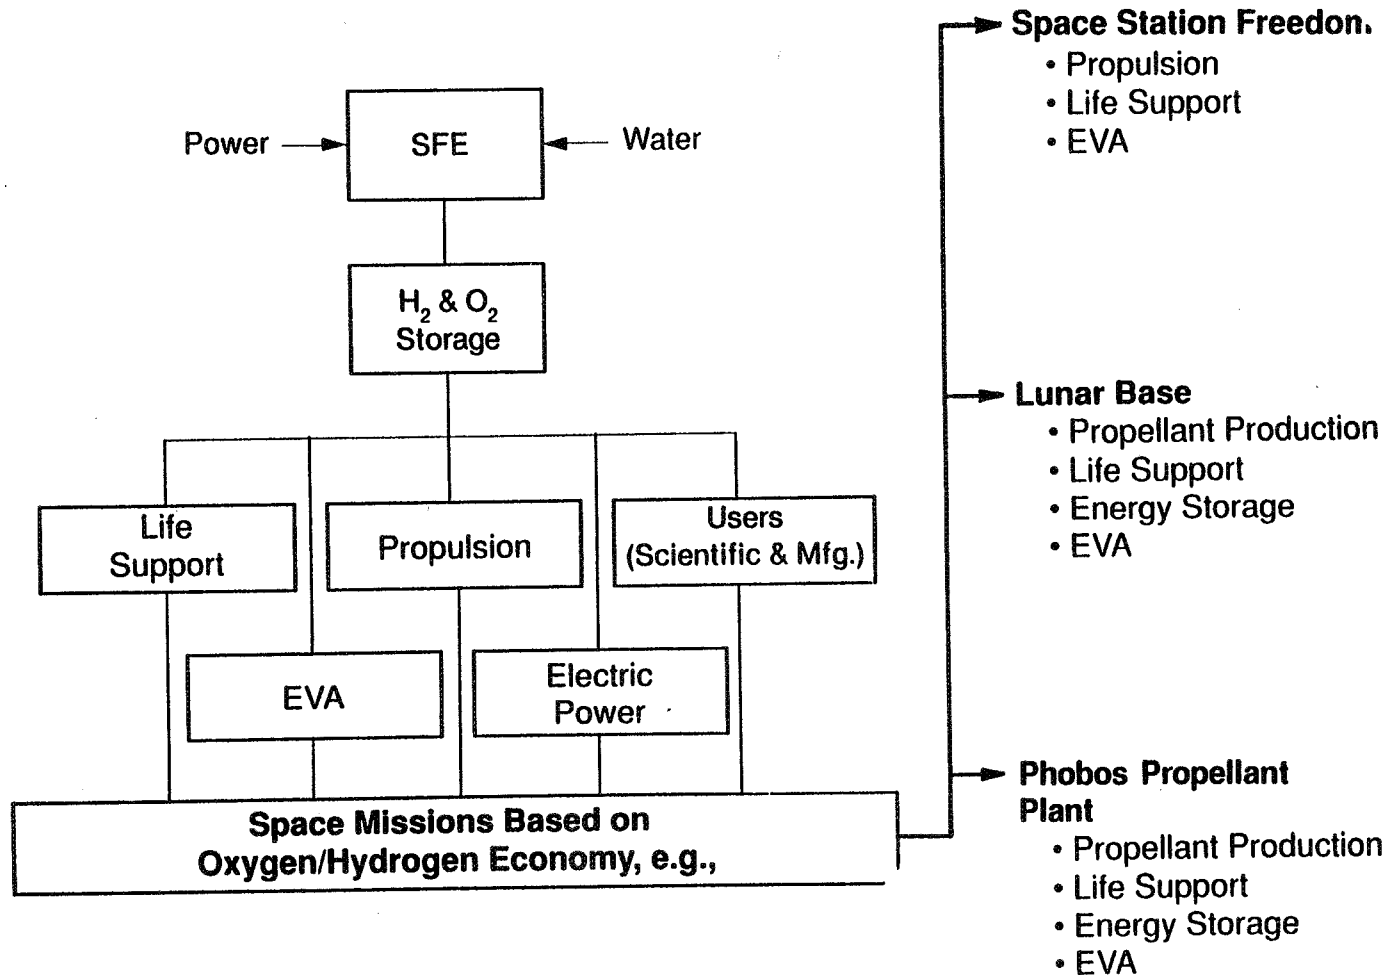 Power
SFE
Water
H₂ & O₂
Storage
Life
Support
Propulsion
Users
(Scientific & Mfg.)
EVA
Electric
Power
Space Missions Based on
Oxygen/Hydrogen Economy, e.g.,
Space Station Freedom
• Propulsion
• Life Support
• EVA
Lunar Base
• Propellant Production
• Life Support
• Energy Storage
• EVA
Phobos Propellant
Plant
• Propellant Production
• Life Support
• Energy Storage
• EVA